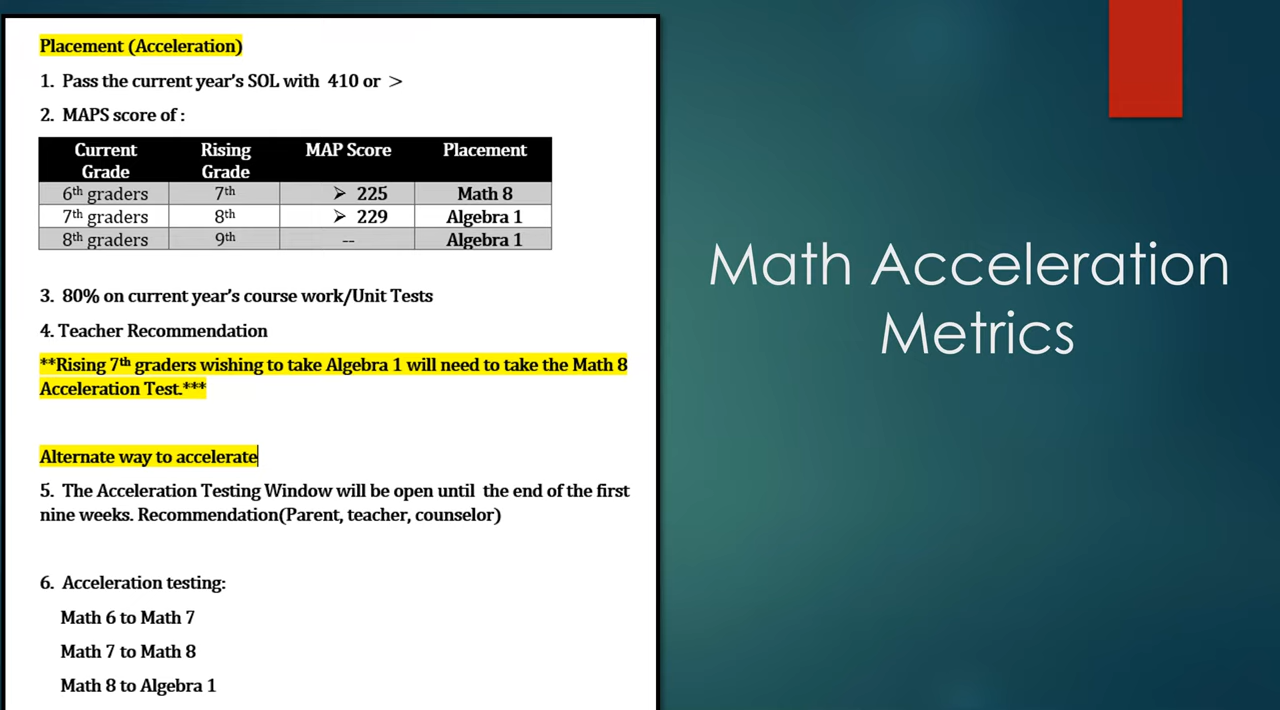 Placement (Acceleration)
1. Pass the current year's SOL with 410 or >
2. MAPS score of :
Current Grade Rising Grade MAP Score Placement
6th graders 7th ➢ 225 Math 8
7th graders 8th ➢ 229 Algebra 1
8th graders 9th -- Algebra 1
3. 80% on current year's course work/Unit Tests
4. Teacher Recommendation
**Rising 7th graders wishing to take Algebra 1 will need to take the Math 8
Acceleration Test.***
Alternate way to accelerate
5. The Acceleration Testing Window will be open until the end of the first
nine weeks. Recommendation(Parent, teacher, counselor)
6. Acceleration testing:
Math 6 to Math 7
Math 7 to Math 8
Math 8 to Algebra 1
Math Acceleration
Metrics